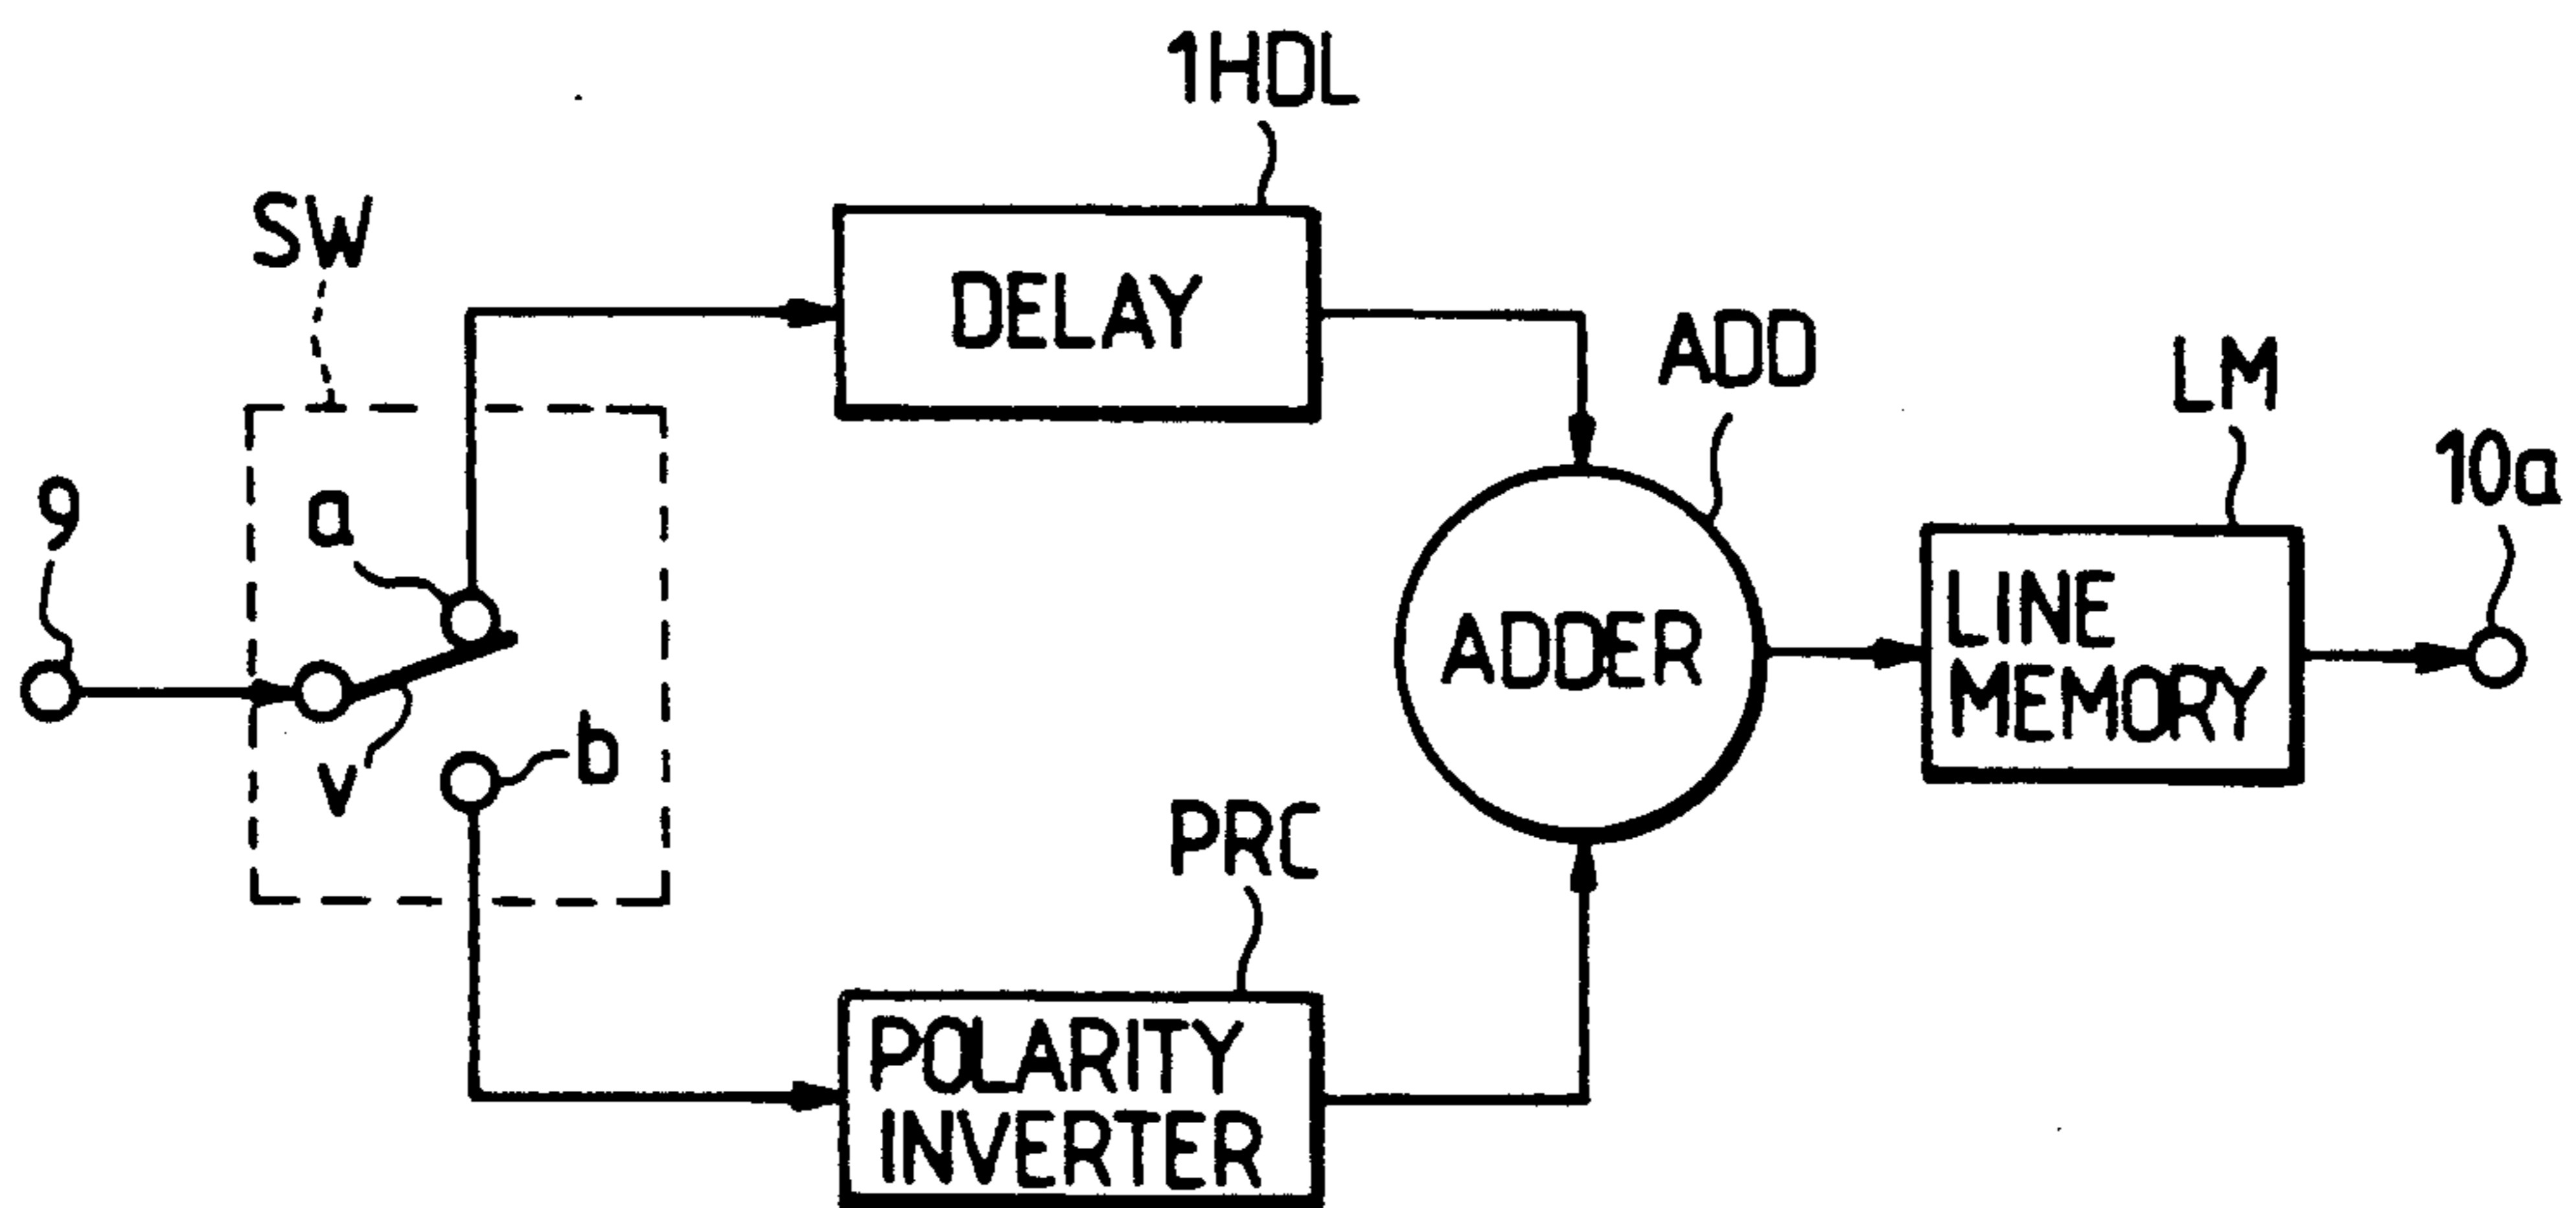 1HDL
SW
DELAY
ADD
LM
9
a
10a
ADDER
LINE
MEMORY
v
b
PRC
POLARITY
INVERTER